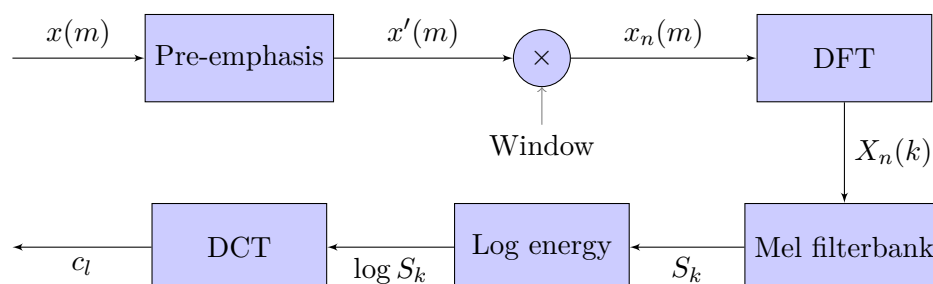 x(m)
Pre-emphasis
x′(m)
×
x_n(m)
DFT
Window
X_n(k)
Mel filterbank
S_k
Log energy
log S_k
DCT
c_l